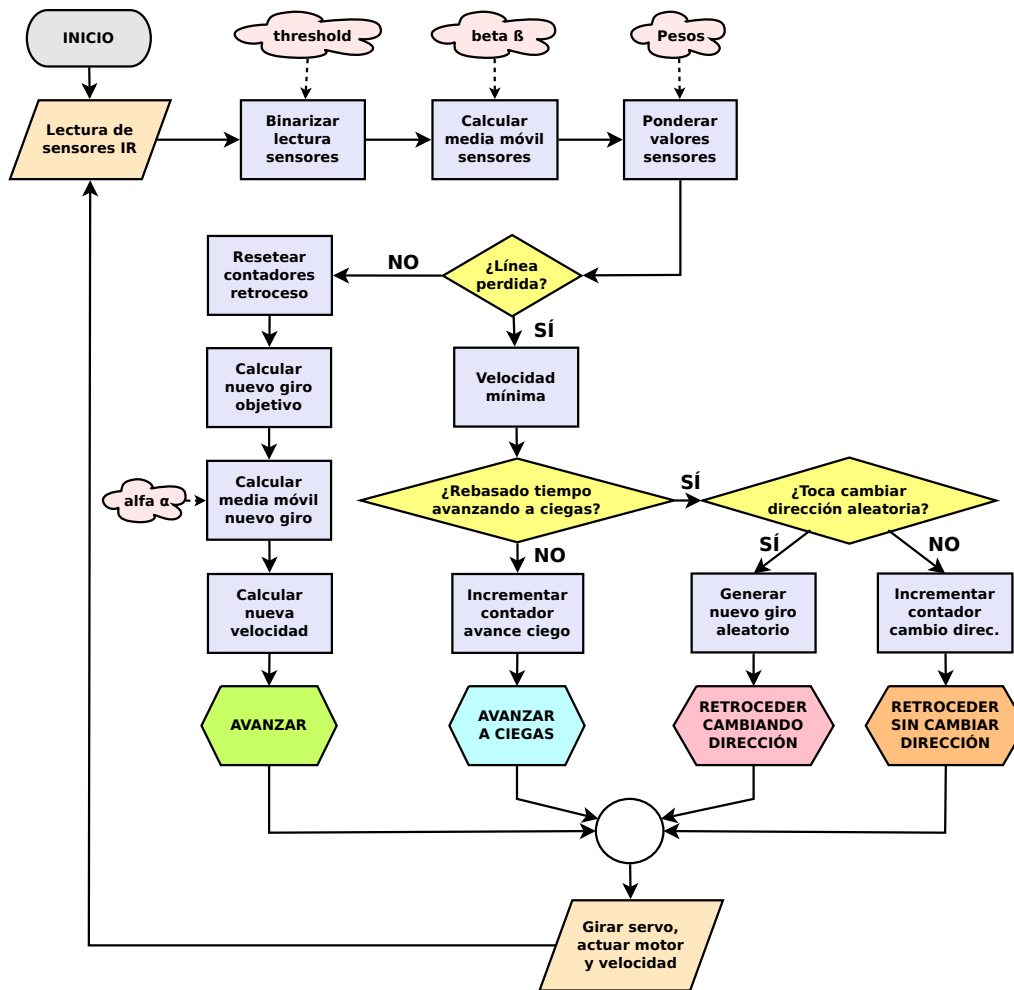 INICIO
threshold
beta ß
Pesos
Lectura de
sensores IR
Binarizar
lectura
sensores
Calcular
media móvil
sensores
Ponderar
valores
sensores
Resetear
contadores
retroceso
NO
¿Línea
perdida?
SÍ
Calcular
nuevo giro
objetivo
Velocidad
mínima
alfa α
Calcular
media móvil
nuevo giro
¿Rebasado tiempo
avanzando a ciegas?
SÍ
¿Toca cambiar
dirección aleatoria?
NO
SÍ
NO
Calcular
nueva
velocidad
Incrementar
contador
avance ciego
Generar
nuevo giro
aleatorio
Incrementar
contador
cambio direc.
AVANZAR
AVANZAR
A CIEGAS
RETROCEDER
CAMBIANDO
DIRECCIÓN
RETROCEDER
SIN CAMBIAR
DIRECCIÓN
Girar servo,
actuar motor
y velocidad